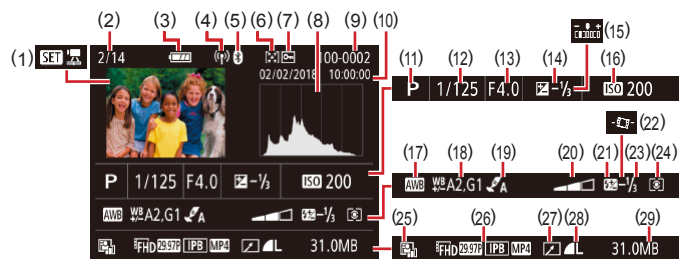 (1) SET
(2) (3) (4) (5) (6) (7) (8) (9) (10)
2/14 100-0002
02/02/2018 10:00:00
P 1/125 F4.0 -1/3 ISO 200
AWB WB+/- A2,G1 A
FHD 29.97P IPB MP4 L 31.0MB
(11) (12) (13) (14) (15) (16)
P 1/125 F4.0 -1/3 ISO 200
(17) (18) (19) (20) (21) (22) (23) (24)
AWB WB+/- A2,G1 A -1/3
(25) (26) (27) (28) (29)
FHD 29.97P IPB MP4 L 31.0MB